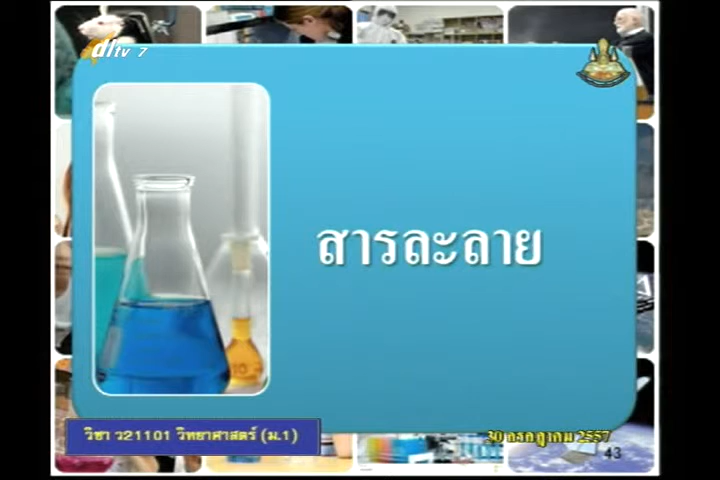 dltv 7
สารละลาย
วิชา ว21101 วิทยาศาสตร์ (ม.1)
30 กรกฎาคม 2557
43